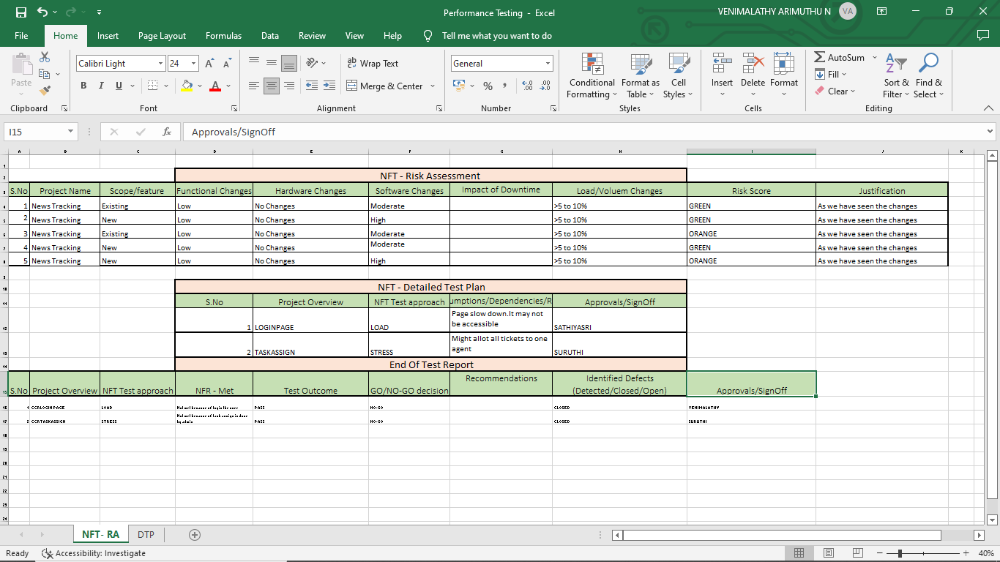 Performance Testing - Excel
VENIMALATHY ARIMUTHU N VA
File Home Insert Page Layout Formulas Data Review View Help Tell me what you want to do
Calibri Light 24 Wrap Text General AutoSum
Paste B I U Merge & Center % Fill
Conditional Formatting Format as Table Cell Styles Insert Delete Format Clear Sort & Filter Find & Select
Clipboard Font Alignment Number Styles Cells Editing
I15 fx Approvals/SignOff
A B C D E F G H I J K
1
2 NFT - Risk Assessment
3 S.No Project Name Scope/feature Functional Changes Hardware Changes Software Changes Impact of Downtime Load/Voluem Changes Risk Score Justification
4 1 News Tracking Existing Low No Changes Moderate >5 to 10% GREEN As we have seen the changes
5 2 News Tracking New Low No Changes High >5 to 10% GREEN As we have seen the changes
6 3 News Tracking Existing Low No Changes Moderate >5 to 10% ORANGE As we have seen the changes
7 4 News Tracking New Low No Changes Moderate >5 to 10% GREEN As we have seen the changes
8 5 News Tracking New Low No Changes High >5 to 10% ORANGE As we have seen the changes
9
10 NFT - Detailed Test Plan
11 S.No Project Overview NFT Test approach umptions/Dependencies/R Approvals/SignOff
12 1 LOGINPAGE LOAD Page slow down.It may not be accessible SATHIYASRI
13 2 TASKASSIGN STRESS Might allot all tickets to one agent SURUTHI
14 End Of Test Report
15 S.No Project Overview NFT Test approach NFR - Met Test Outcome GO/NO-GO decision Recommendations Identified Defects (Detected/Closed/Open) Approvals/SignOff
16 1 CCRLOGINPAGE LOAD Not met because of login the user PASS NO-GO CLOSED VENIMALATHY
17 2 CCRTASKASSIGN STRESS Not met because of task assign is done by admin PASS NO-GO CLOSED SURUTHI
18
19
20
21
22
23
24
NFT- RA DTP
Ready Accessibility: Investigate 40%